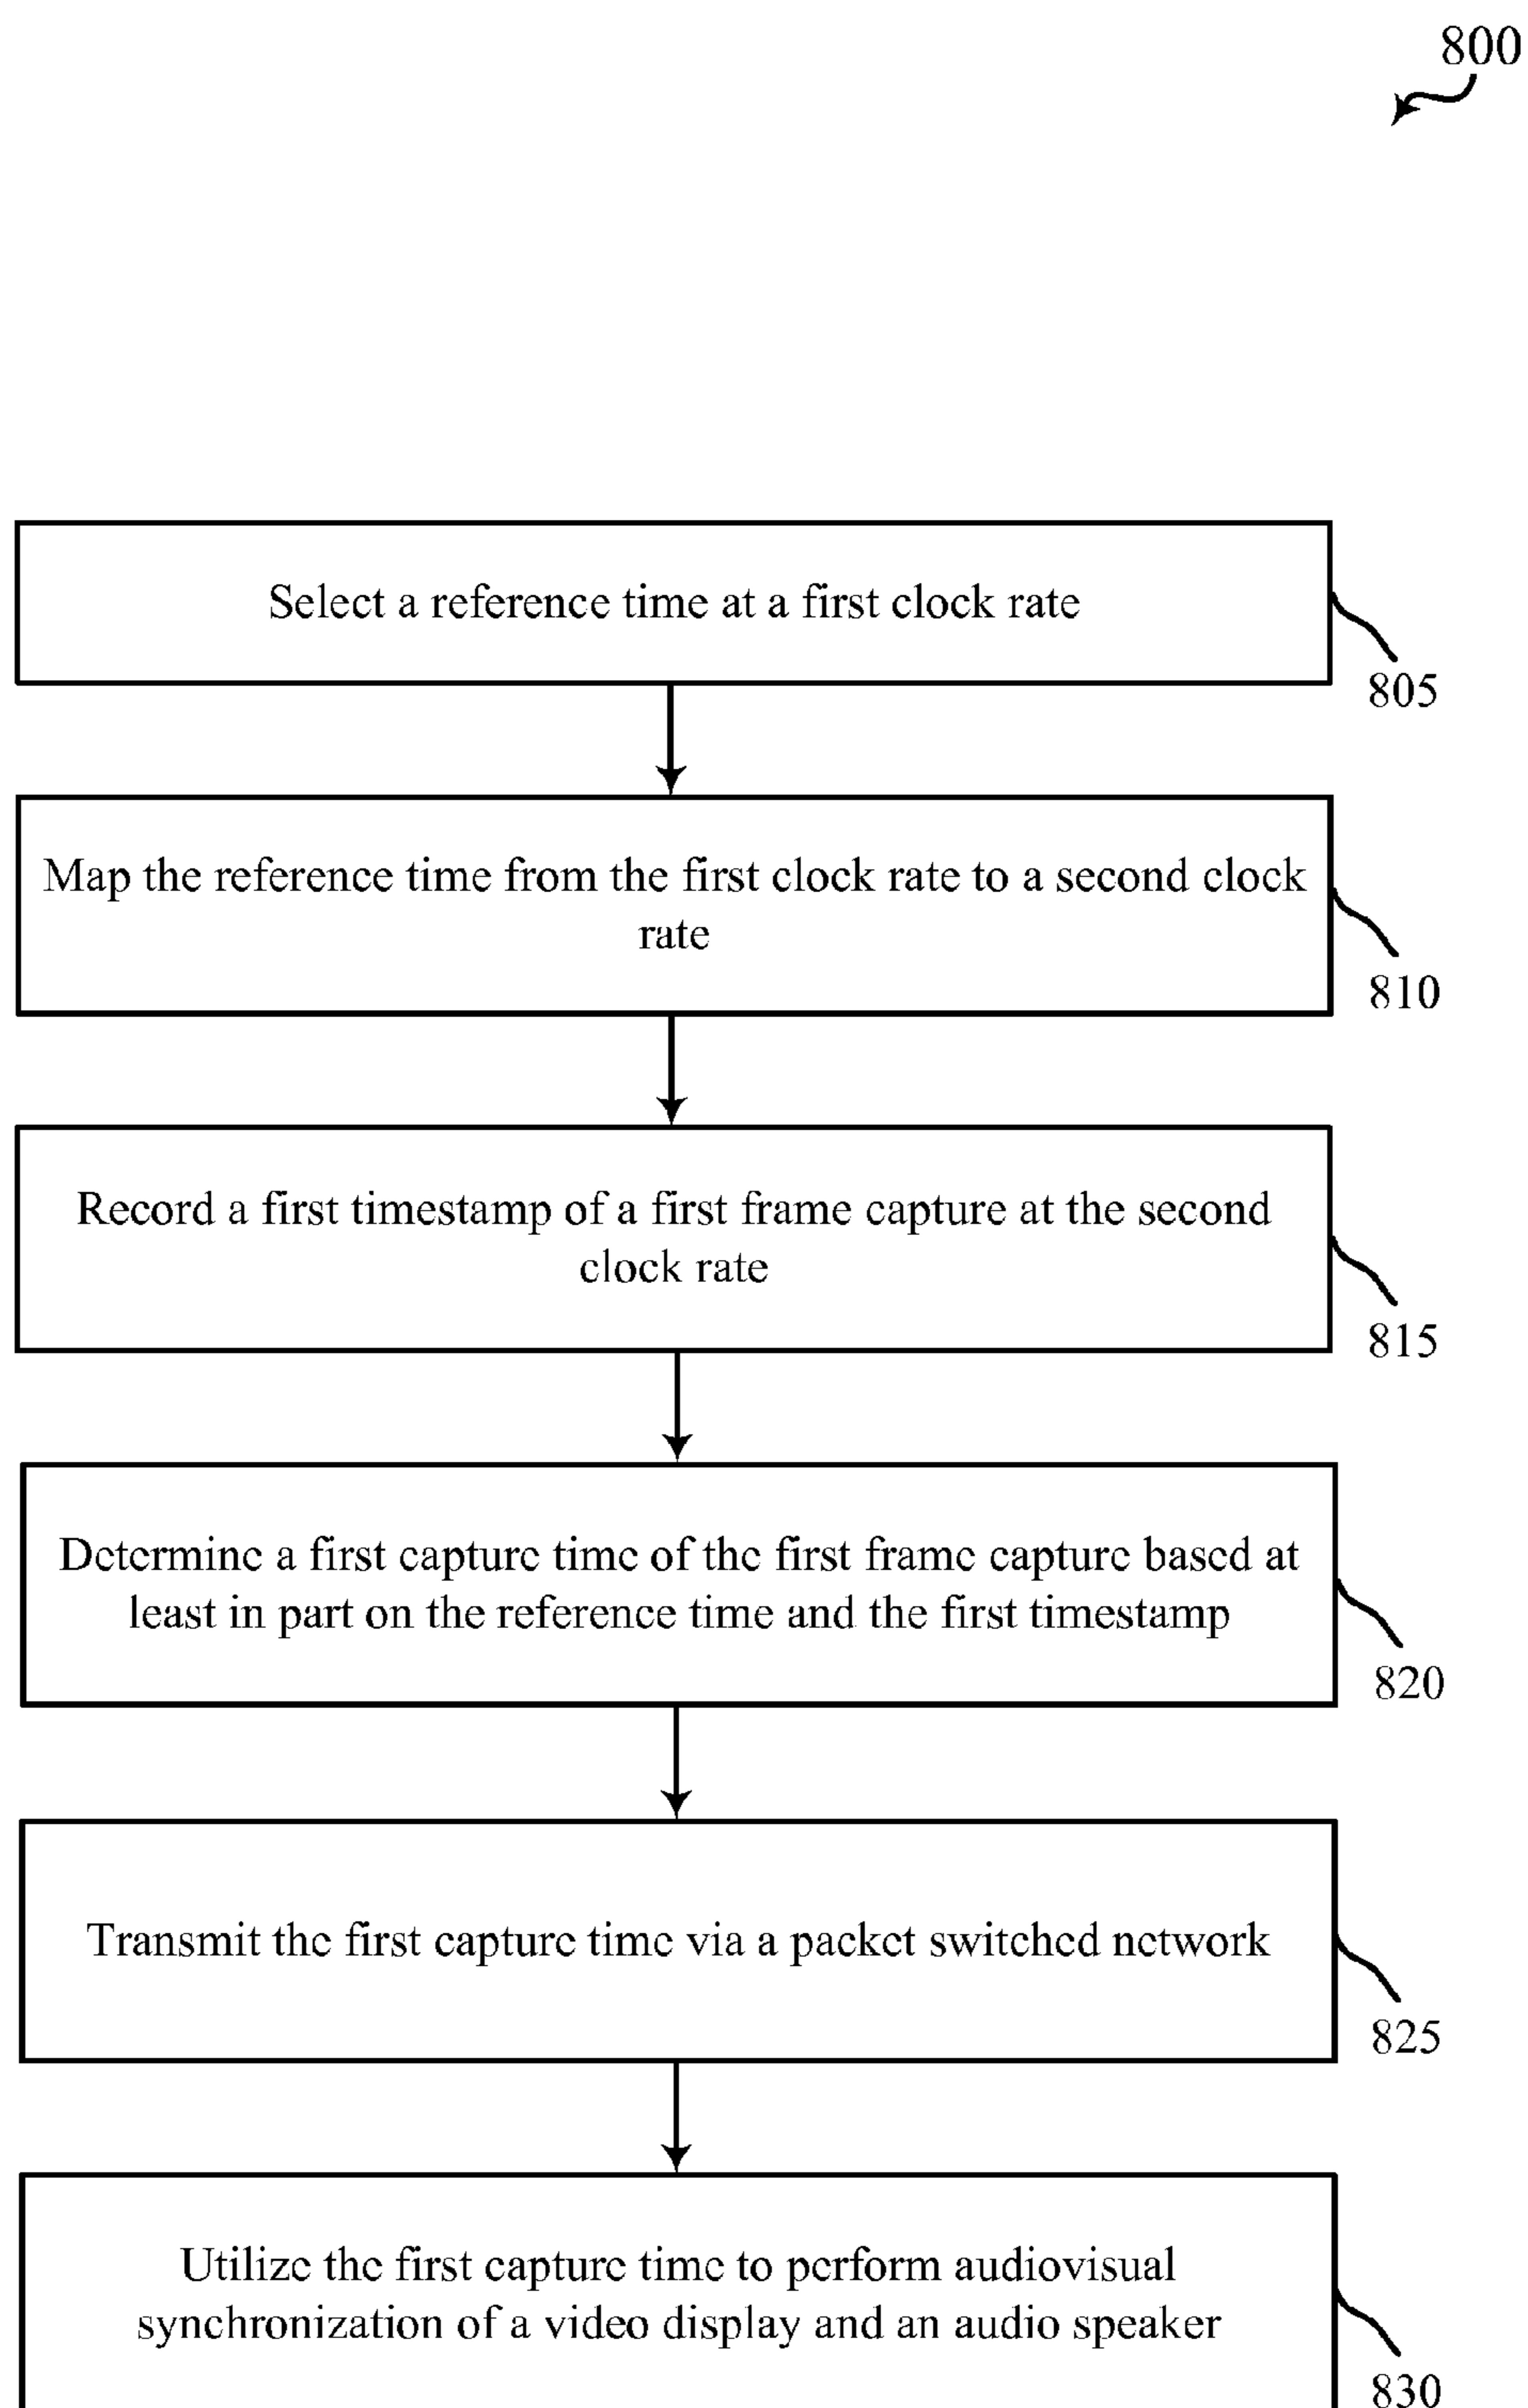 800
Select a reference time at a first clock rate
805
Map the reference time from the first clock rate to a second clock
rate
810
Record a first timestamp of a first frame capture at the second
clock rate
815
Determine a first capture time of the first frame capture based at
least in part on the reference time and the first timestamp
820
Transmit the first capture time via a packet switched network
825
Utilize the first capture time to perform audiovisual
synchronization of a video display and an audio speaker
830